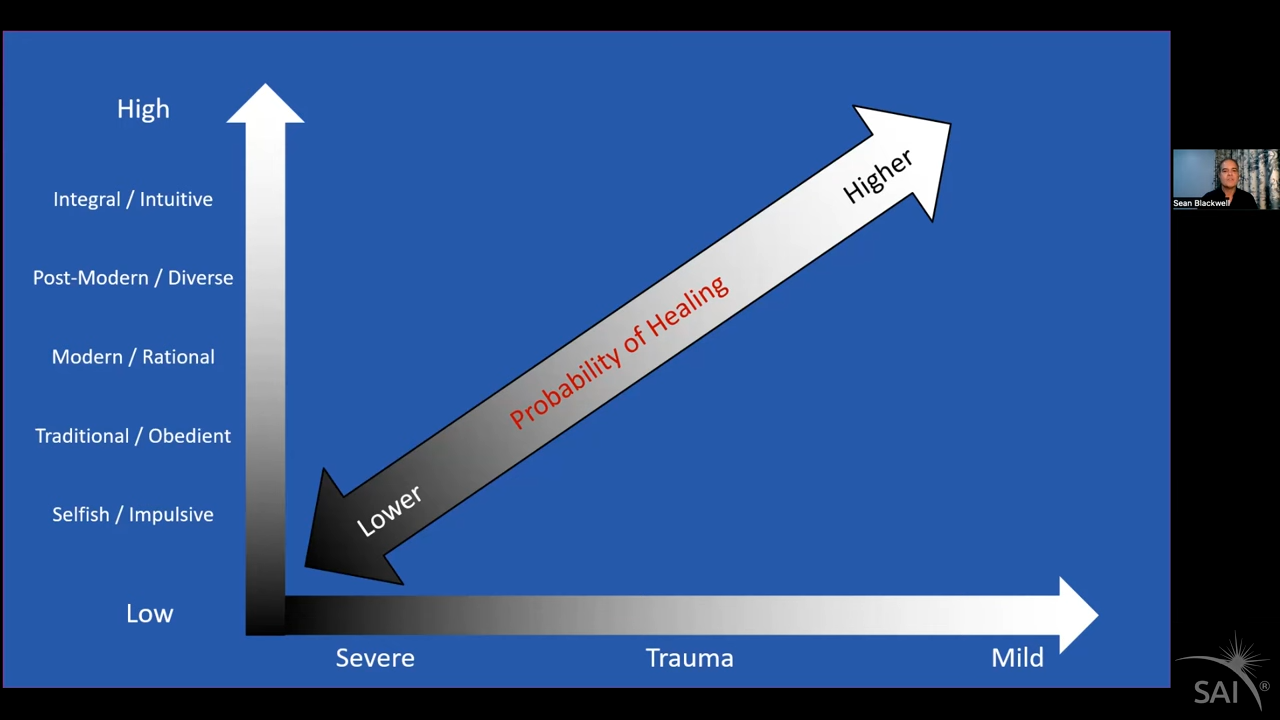 High
Integral / Intuitive
Post-Modern / Diverse
Modern / Rational
Traditional / Obedient
Selfish / Impulsive
Low
Higher
Probability of Healing
Lower
Severe
Trauma
Mild
Sean Blackwell
SAI®